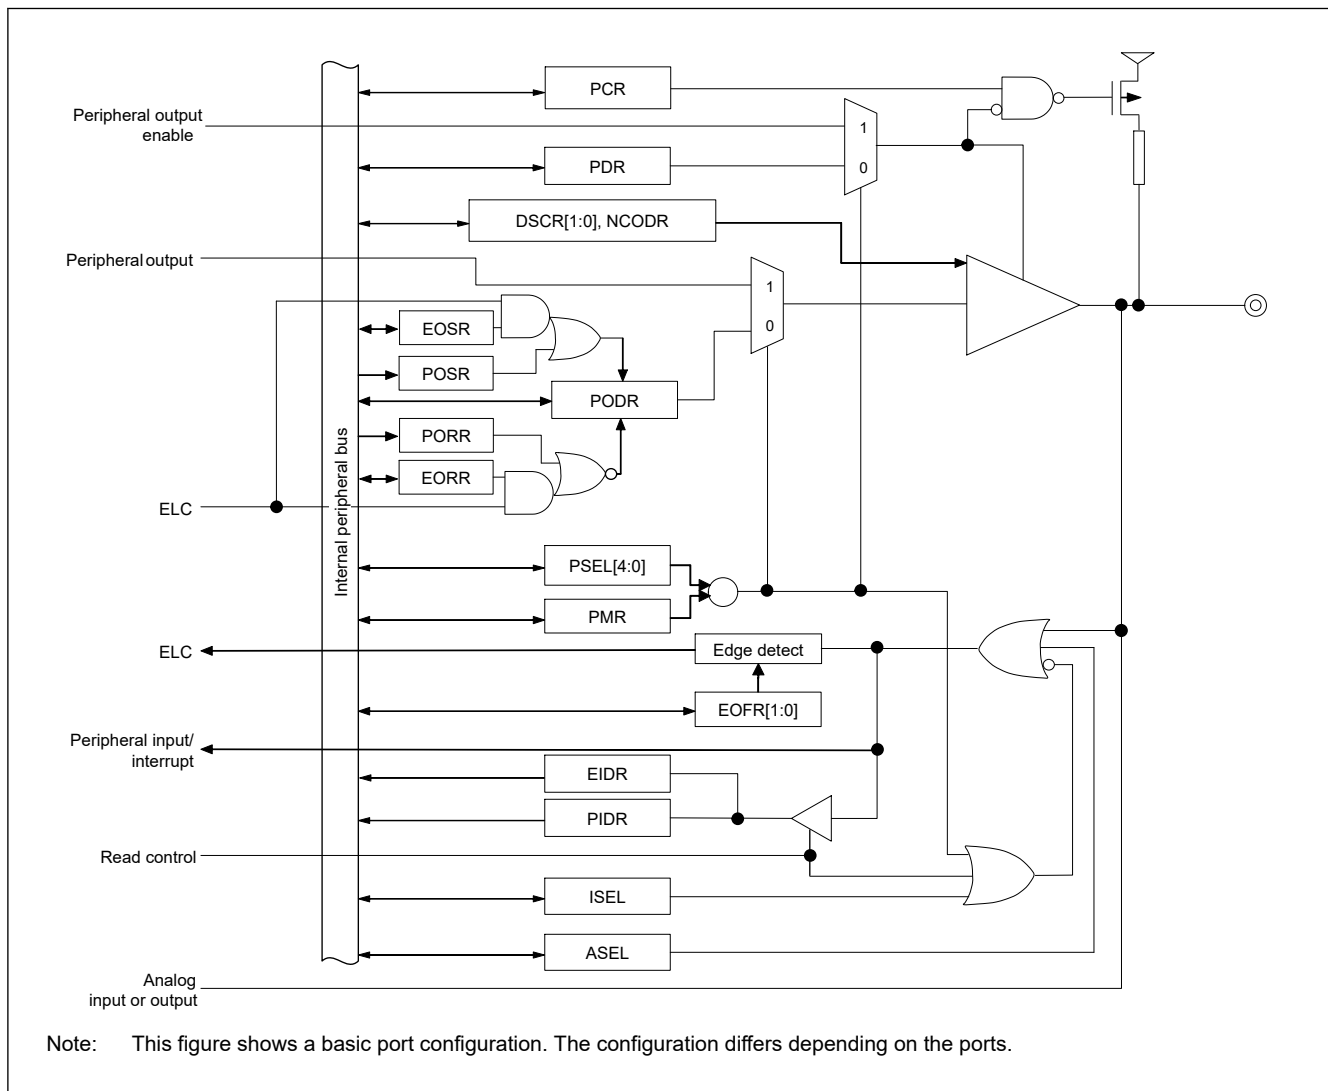 PCR
Peripheral output
enable
1
PDR
0
DSCR[1:0], NCODR
Peripheral output
1
EOSR
0
POSR
PODR
PORR
Internal peripheral bus
EORR
ELC
PSEL[4:0]
PMR
ELC
Edge detect
EOFR[1:0]
Peripheral input/
interrupt
EIDR
PIDR
Read control
ISEL
ASEL
Analog
input or output
Note: This figure shows a basic port configuration. The configuration differs depending on the ports.